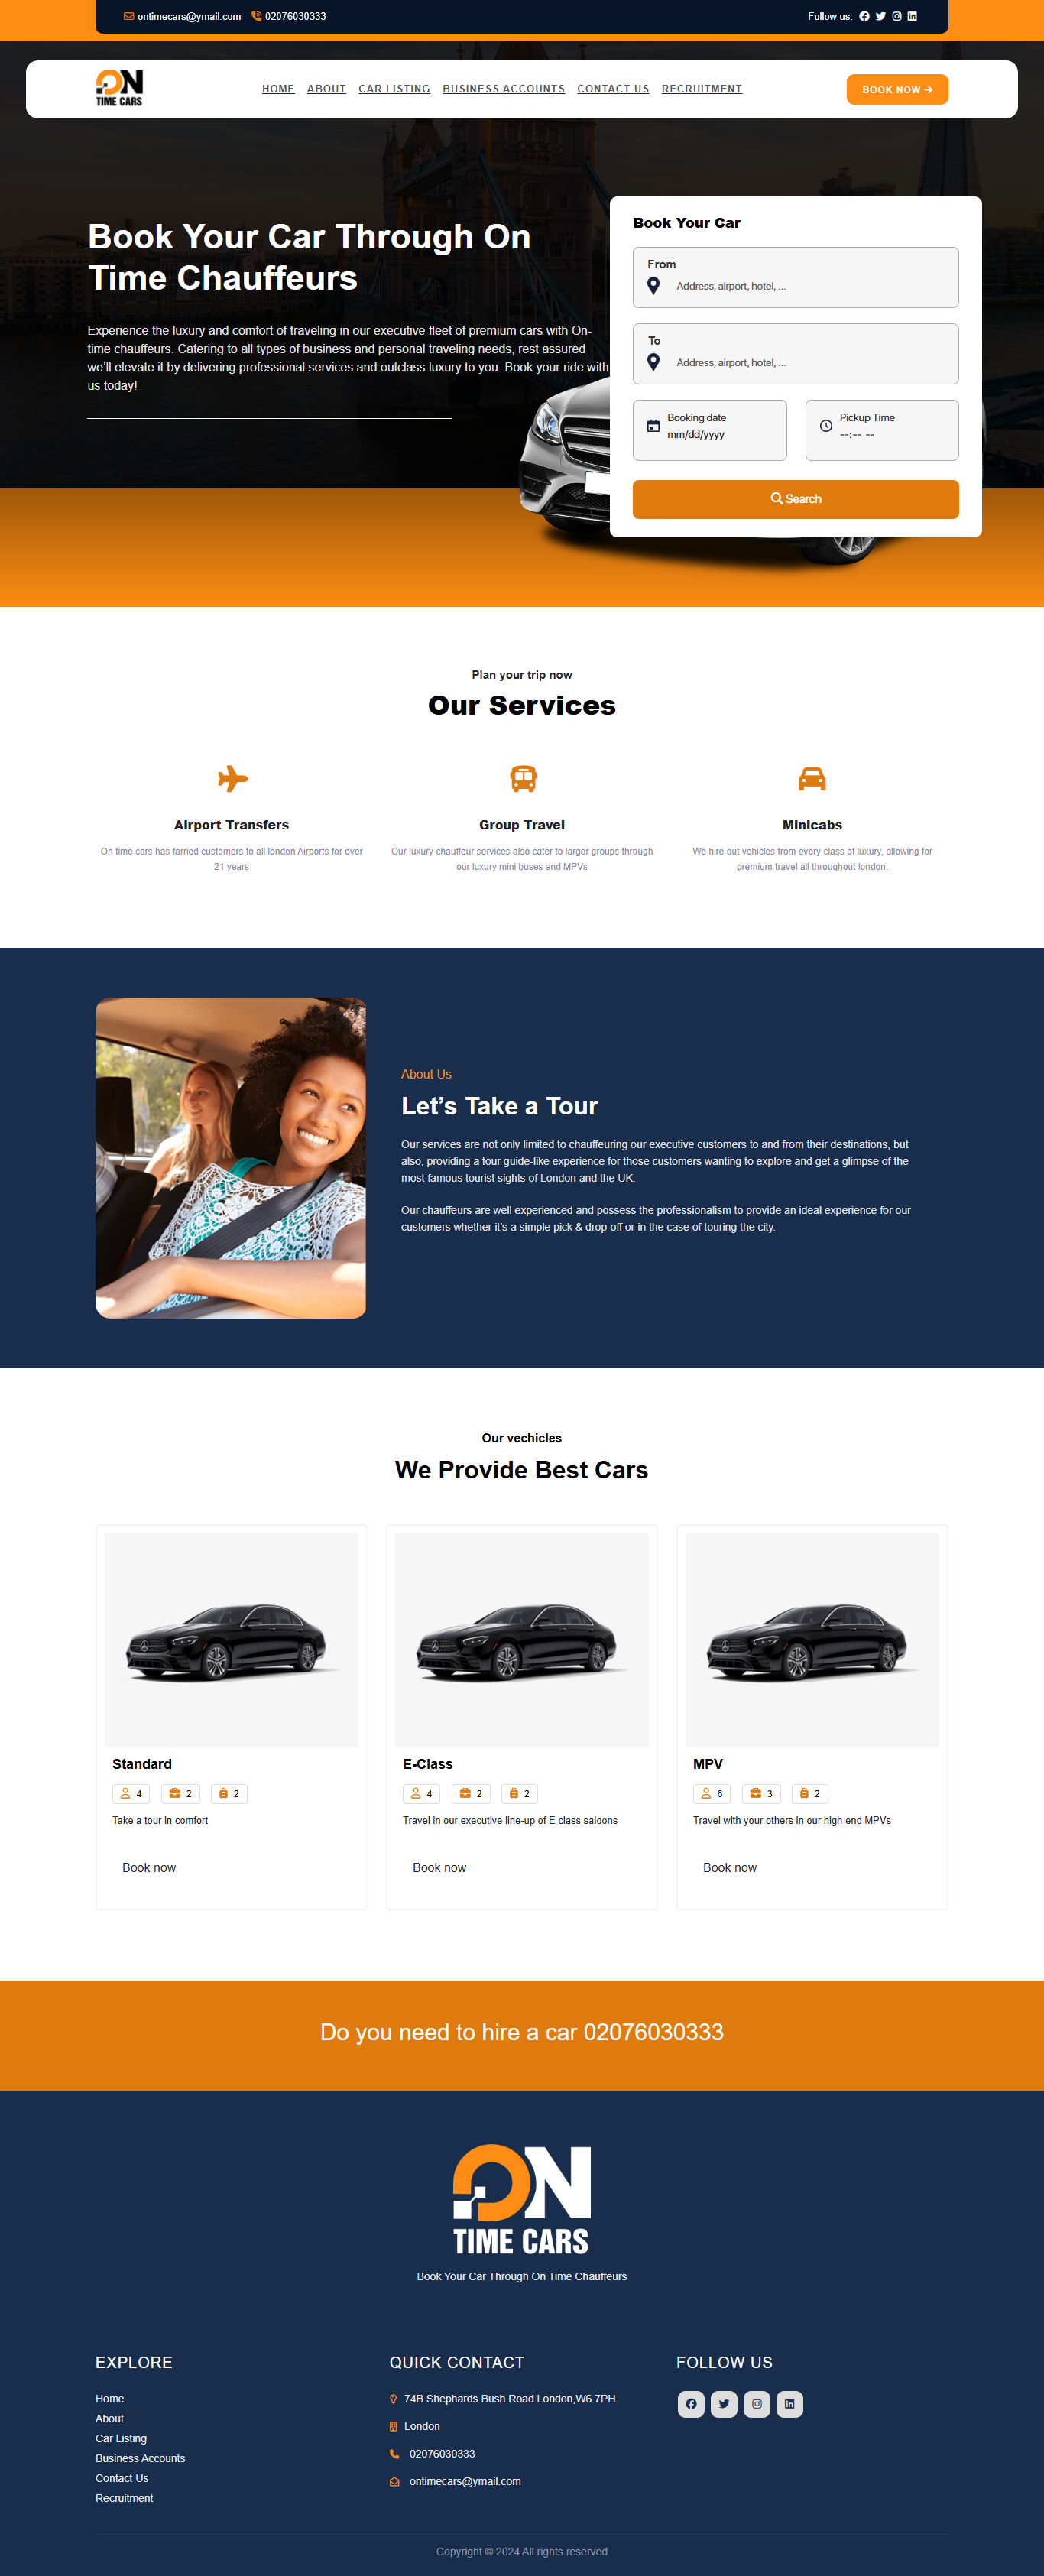 ontimecars@ymail.com 02076030333 Follow us:
ON
TIME CARS
HOME ABOUT CAR LISTING BUSINESS ACCOUNTS CONTACT US RECRUITMENT BOOK NOW
Book Your Car Through On
Time Chauffeurs
Experience the luxury and comfort of traveling in our executive fleet of premium cars with On-
time chauffeurs. Catering to all types of business and personal traveling needs, rest assured
we'll elevate it by delivering professional services and outclass luxury to you. Book your ride with
us today!
Book Your Car
From
Address, airport, hotel, ...
To
Address, airport, hotel, ...
Booking date
mm/dd/yyyy
Pickup Time
--:-- --
Search
Plan your trip now
Our Services
Airport Transfers
On time cars has farried customers to all london Airports for over
21 years
Group Travel
Our luxury chauffeur services also cater to larger groups through
our luxury mini buses and MPVs
Minicabs
We hire out vehicles from every class of luxury, allowing for
premium travel all throughout london.
About Us
Let’s Take a Tour
Our services are not only limited to chauffeuring our executive customers to and from their destinations, but
also, providing a tour guide-like experience for those customers wanting to explore and get a glimpse of the
most famous tourist sights of London and the UK.
Our chauffeurs are well experienced and possess the professionalism to provide an ideal experience for our
customers whether it’s a simple pick & drop-off or in the case of touring the city.
Our vechicles
We Provide Best Cars
Standard
4 2 2
Take a tour in comfort
Book now
E-Class
4 2 2
Travel in our executive line-up of E class saloons
Book now
MPV
6 3 2
Travel with your others in our high end MPVs
Book now
Do you need to hire a car 02076030333
ON
TIME CARS
Book Your Car Through On Time Chauffeurs
EXPLORE
Home
About
Car Listing
Business Accounts
Contact Us
Recruitment
QUICK CONTACT
74B Shephards Bush Road London,W6 7PH
London
02076030333
ontimecars@ymail.com
FOLLOW US
Copyright © 2024 All rights reserved